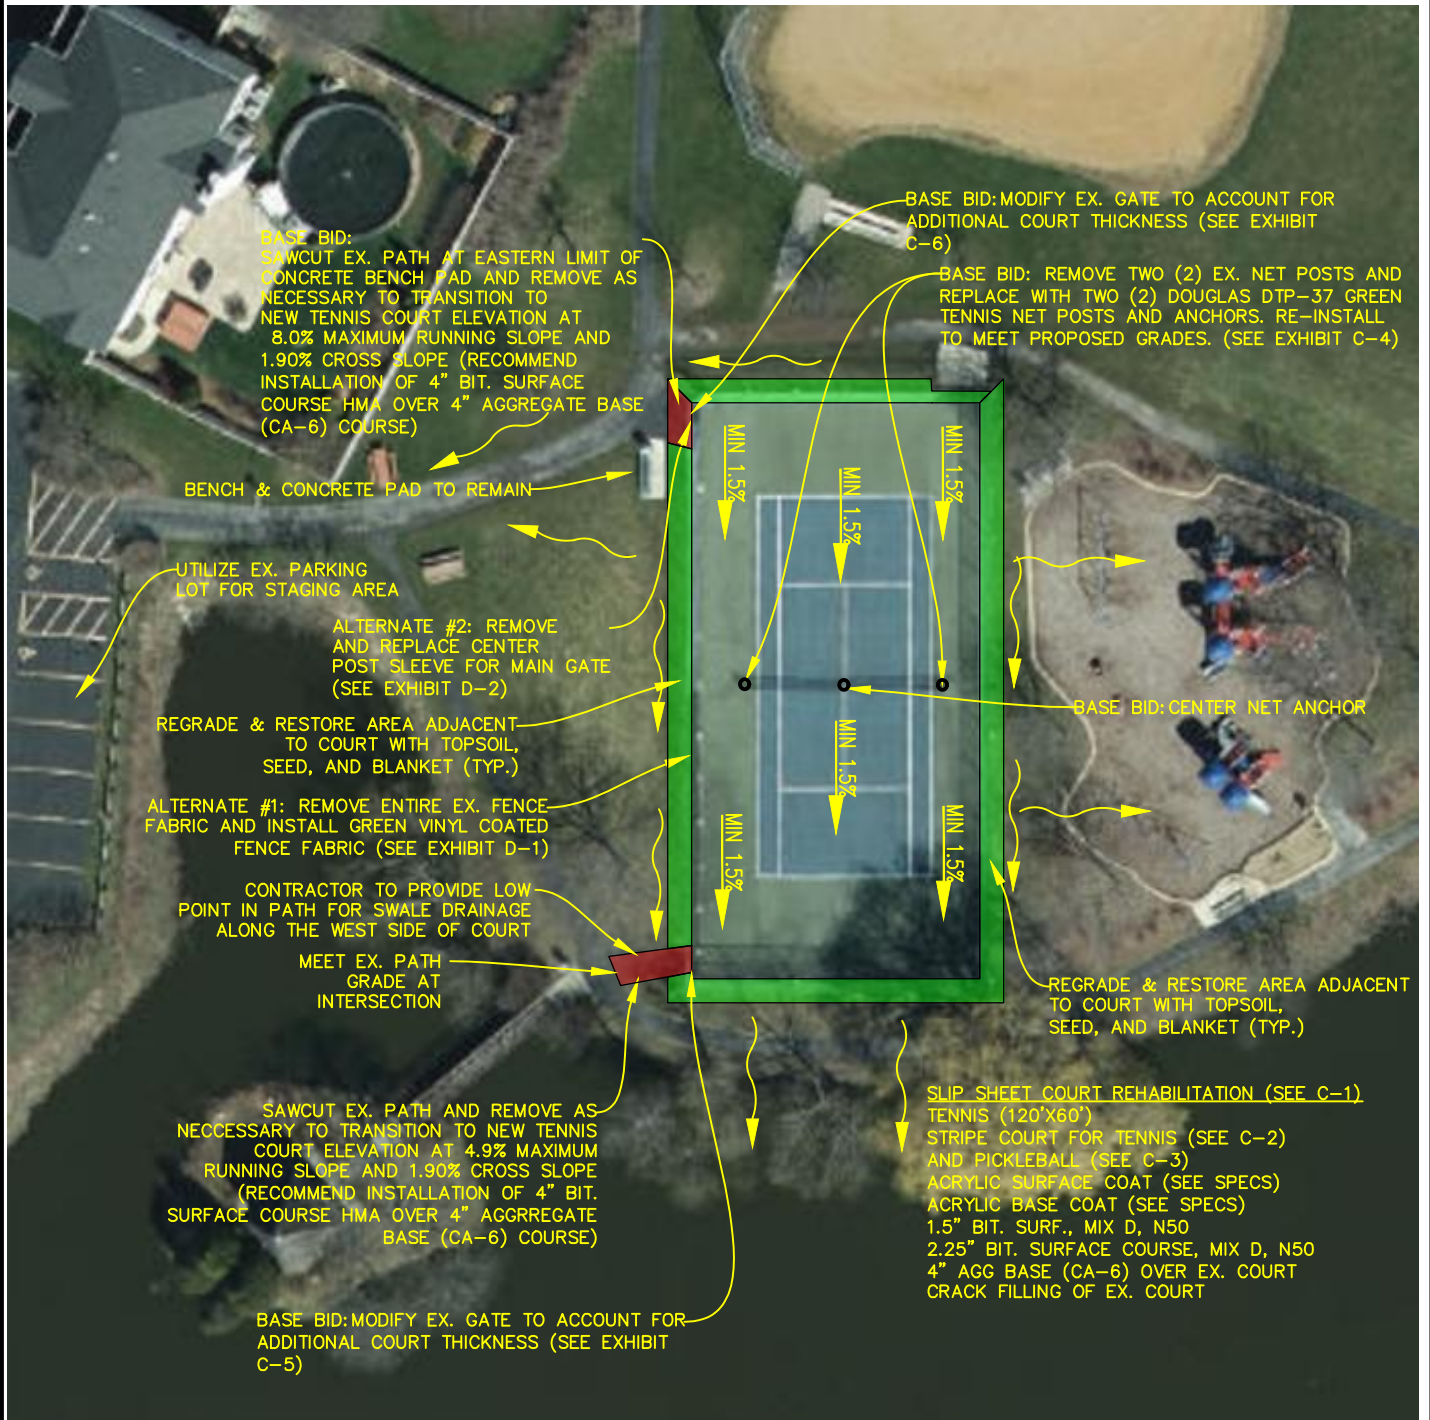 BASE BID: MODIFY EX. GATE TO ACCOUNT FOR
ADDITIONAL COURT THICKNESS (SEE EXHIBIT
C-6)
BASE BID:
SAWCUT EX. PATH AT EASTERN LIMIT OF
CONCRETE BENCH PAD AND REMOVE AS
NECESSARY TO TRANSITION TO
NEW TENNIS COURT ELEVATION AT
8.0% MAXIMUM RUNNING SLOPE AND
1.90% CROSS SLOPE (RECOMMEND
INSTALLATION OF 4" BIT. SURFACE
COURSE HMA OVER 4" AGGREGATE BASE
(CA-6) COURSE)
BASE BID: REMOVE TWO (2) EX. NET POSTS AND
REPLACE WITH TWO (2) DOUGLAS DTP-37 GREEN
TENNIS NET POSTS AND ANCHORS. RE-INSTALL
TO MEET PROPOSED GRADES. (SEE EXHIBIT C-4)
MIN 1.5%
MIN 1.5%
MIN 1.5%
BENCH & CONCRETE PAD TO REMAIN
UTILIZE EX. PARKING
LOT FOR STAGING AREA
ALTERNATE #2: REMOVE
AND REPLACE CENTER
POST SLEEVE FOR MAIN GATE
(SEE EXHIBIT D-2)
BASE BID: CENTER NET ANCHOR
REGRADE & RESTORE AREA ADJACENT
TO COURT WITH TOPSOIL,
SEED, AND BLANKET (TYP.)
MIN 1.5%
MIN 1.5%
MIN 1.5%
ALTERNATE #1: REMOVE ENTIRE EX. FENCE
FABRIC AND INSTALL GREEN VINYL COATED
FENCE FABRIC (SEE EXHIBIT D-1)
CONTRACTOR TO PROVIDE LOW
POINT IN PATH FOR SWALE DRAINAGE
ALONG THE WEST SIDE OF COURT
MEET EX. PATH
GRADE AT
INTERSECTION
REGRADE & RESTORE AREA ADJACENT
TO COURT WITH TOPSOIL,
SEED, AND BLANKET (TYP.)
SAWCUT EX. PATH AND REMOVE AS
NECCESSARY TO TRANSITION TO NEW TENNIS
COURT ELEVATION AT 4.9% MAXIMUM
RUNNING SLOPE AND 1.90% CROSS SLOPE
(RECOMMEND INSTALLATION OF 4" BIT.
SURFACE COURSE HMA OVER 4" AGGRREGATE
BASE (CA-6) COURSE)
SLIP SHEET COURT REHABILITATION (SEE C-1)
TENNIS (120'X60')
STRIPE COURT FOR TENNIS (SEE C-2)
AND PICKLEBALL (SEE C-3)
ACRYLIC SURFACE COAT (SEE SPECS)
ACRYLIC BASE COAT (SEE SPECS)
1.5" BIT. SURF., MIX D, N50
2.25" BIT. SURFACE COURSE, MIX D, N50
4" AGG BASE (CA-6) OVER EX. COURT
CRACK FILLING OF EX. COURT
BASE BID: MODIFY EX. GATE TO ACCOUNT FOR
ADDITIONAL COURT THICKNESS (SEE EXHIBIT
C-5)